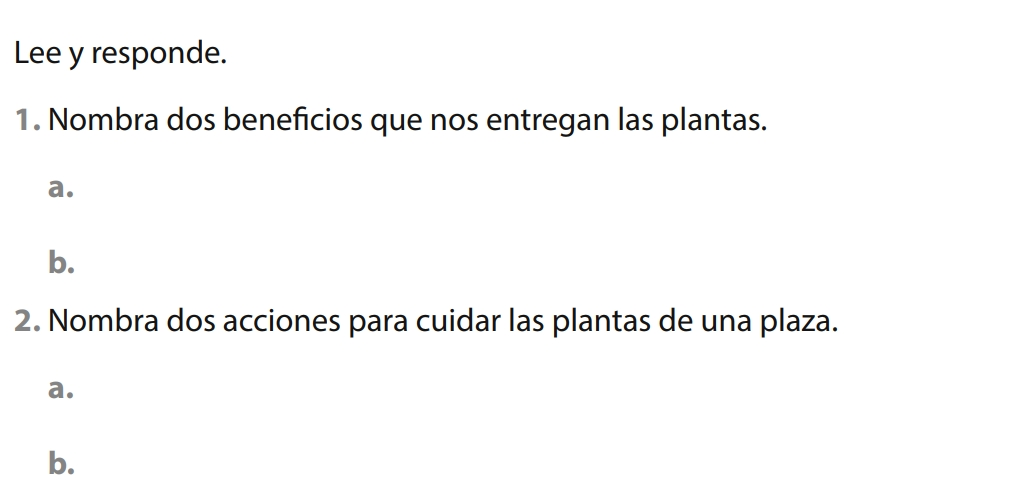 Lee y responde.
1. Nombra dos beneficios que nos entregan las plantas.
a.
b.
2. Nombra dos acciones para cuidar las plantas de una plaza.
a.
b.